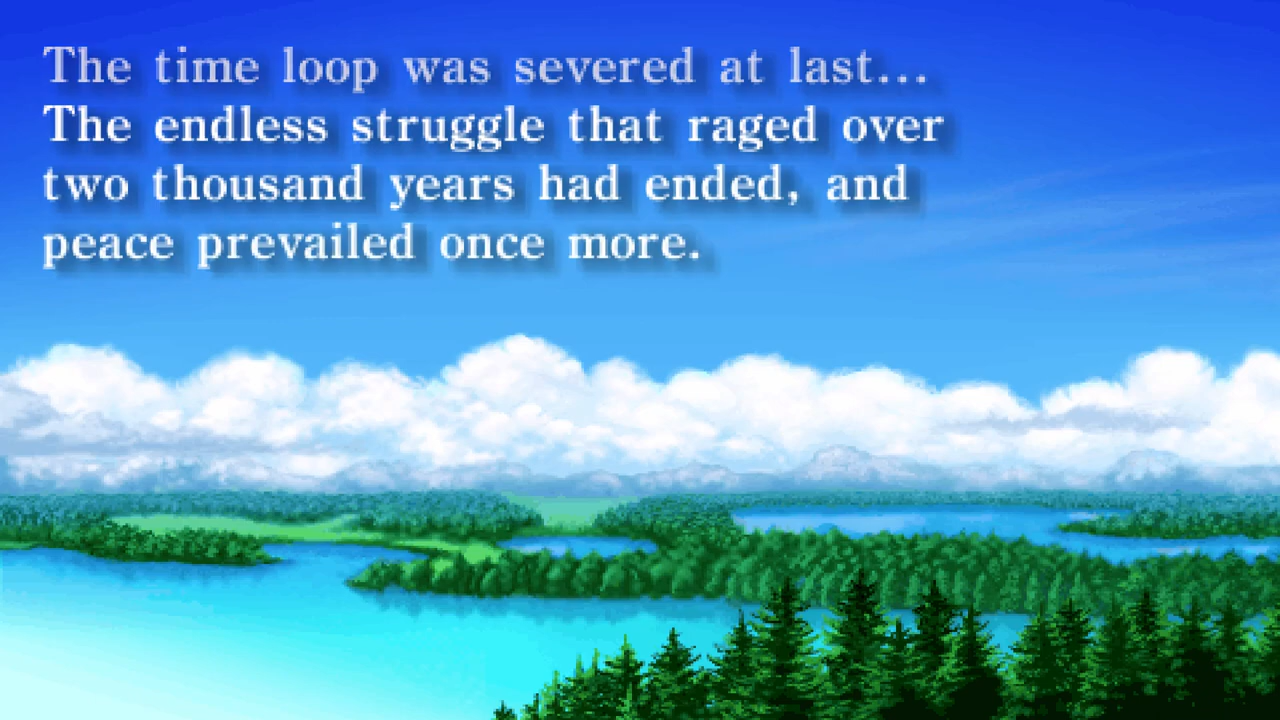 The time loop was severed at last...
The endless struggle that raged over
two thousand years had ended, and
peace prevailed once more.